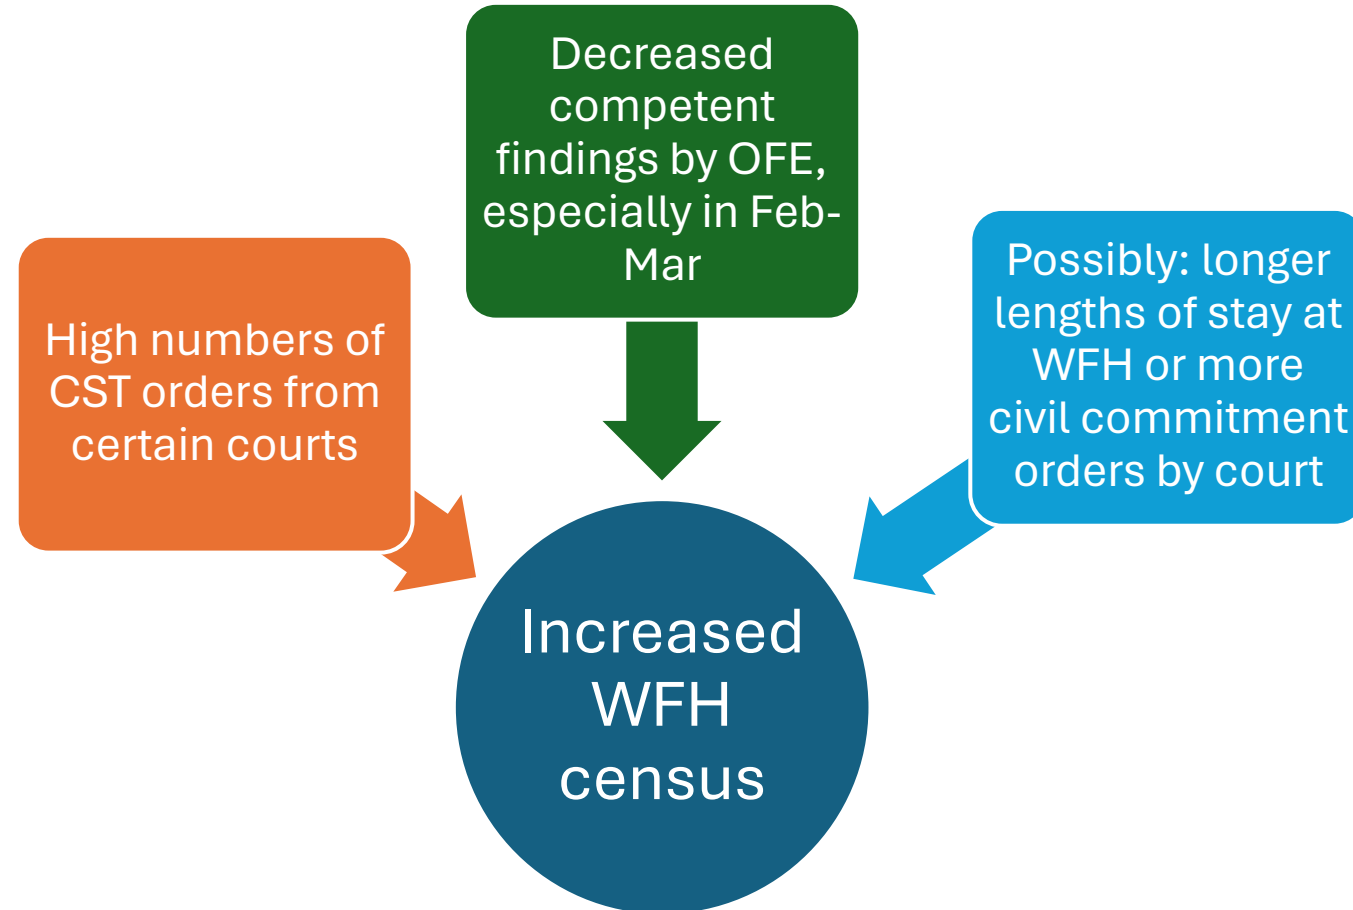 High numbers of
CST orders from
certain courts
Decreased
competent
findings by OFE,
especially in Feb-
Mar
Possibly: longer
lengths of stay at
WFH or more
civil commitment
orders by court
Increased
WFH
census